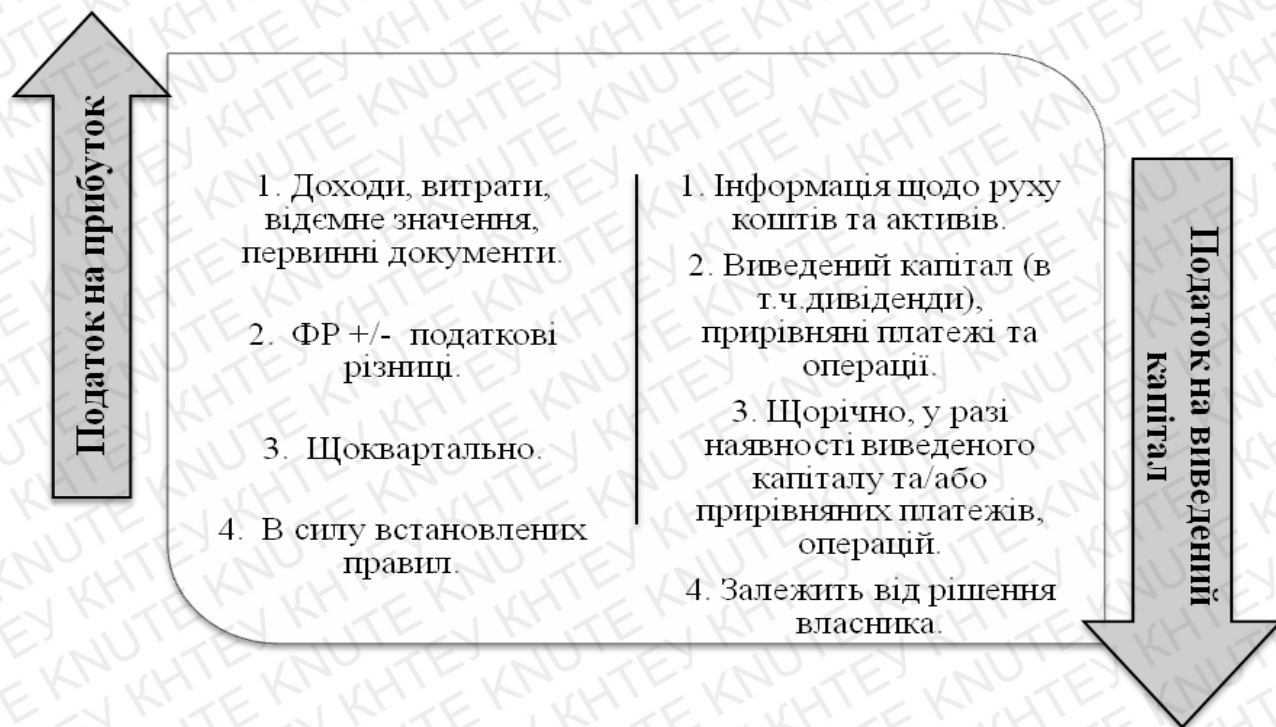 Податок на прибуток
1. Доходи, витрати,
відємне значення,
первинні документи.
2. ФР +/- податкові
різниці.
3. Щоквартально.
4. В силу встановлених
правил.
1. Інформація щодо руху
коштів та активів.
2. Виведений капітал (в
т.ч.дивіденди),
прирівняні платежі та
операції.
3. Щорічно, у разі
наявності виведеного
капіталу та/або
прирівняних платежів,
операцій.
4. Залежить від рішення
власника.
Податок на виведений
капітал